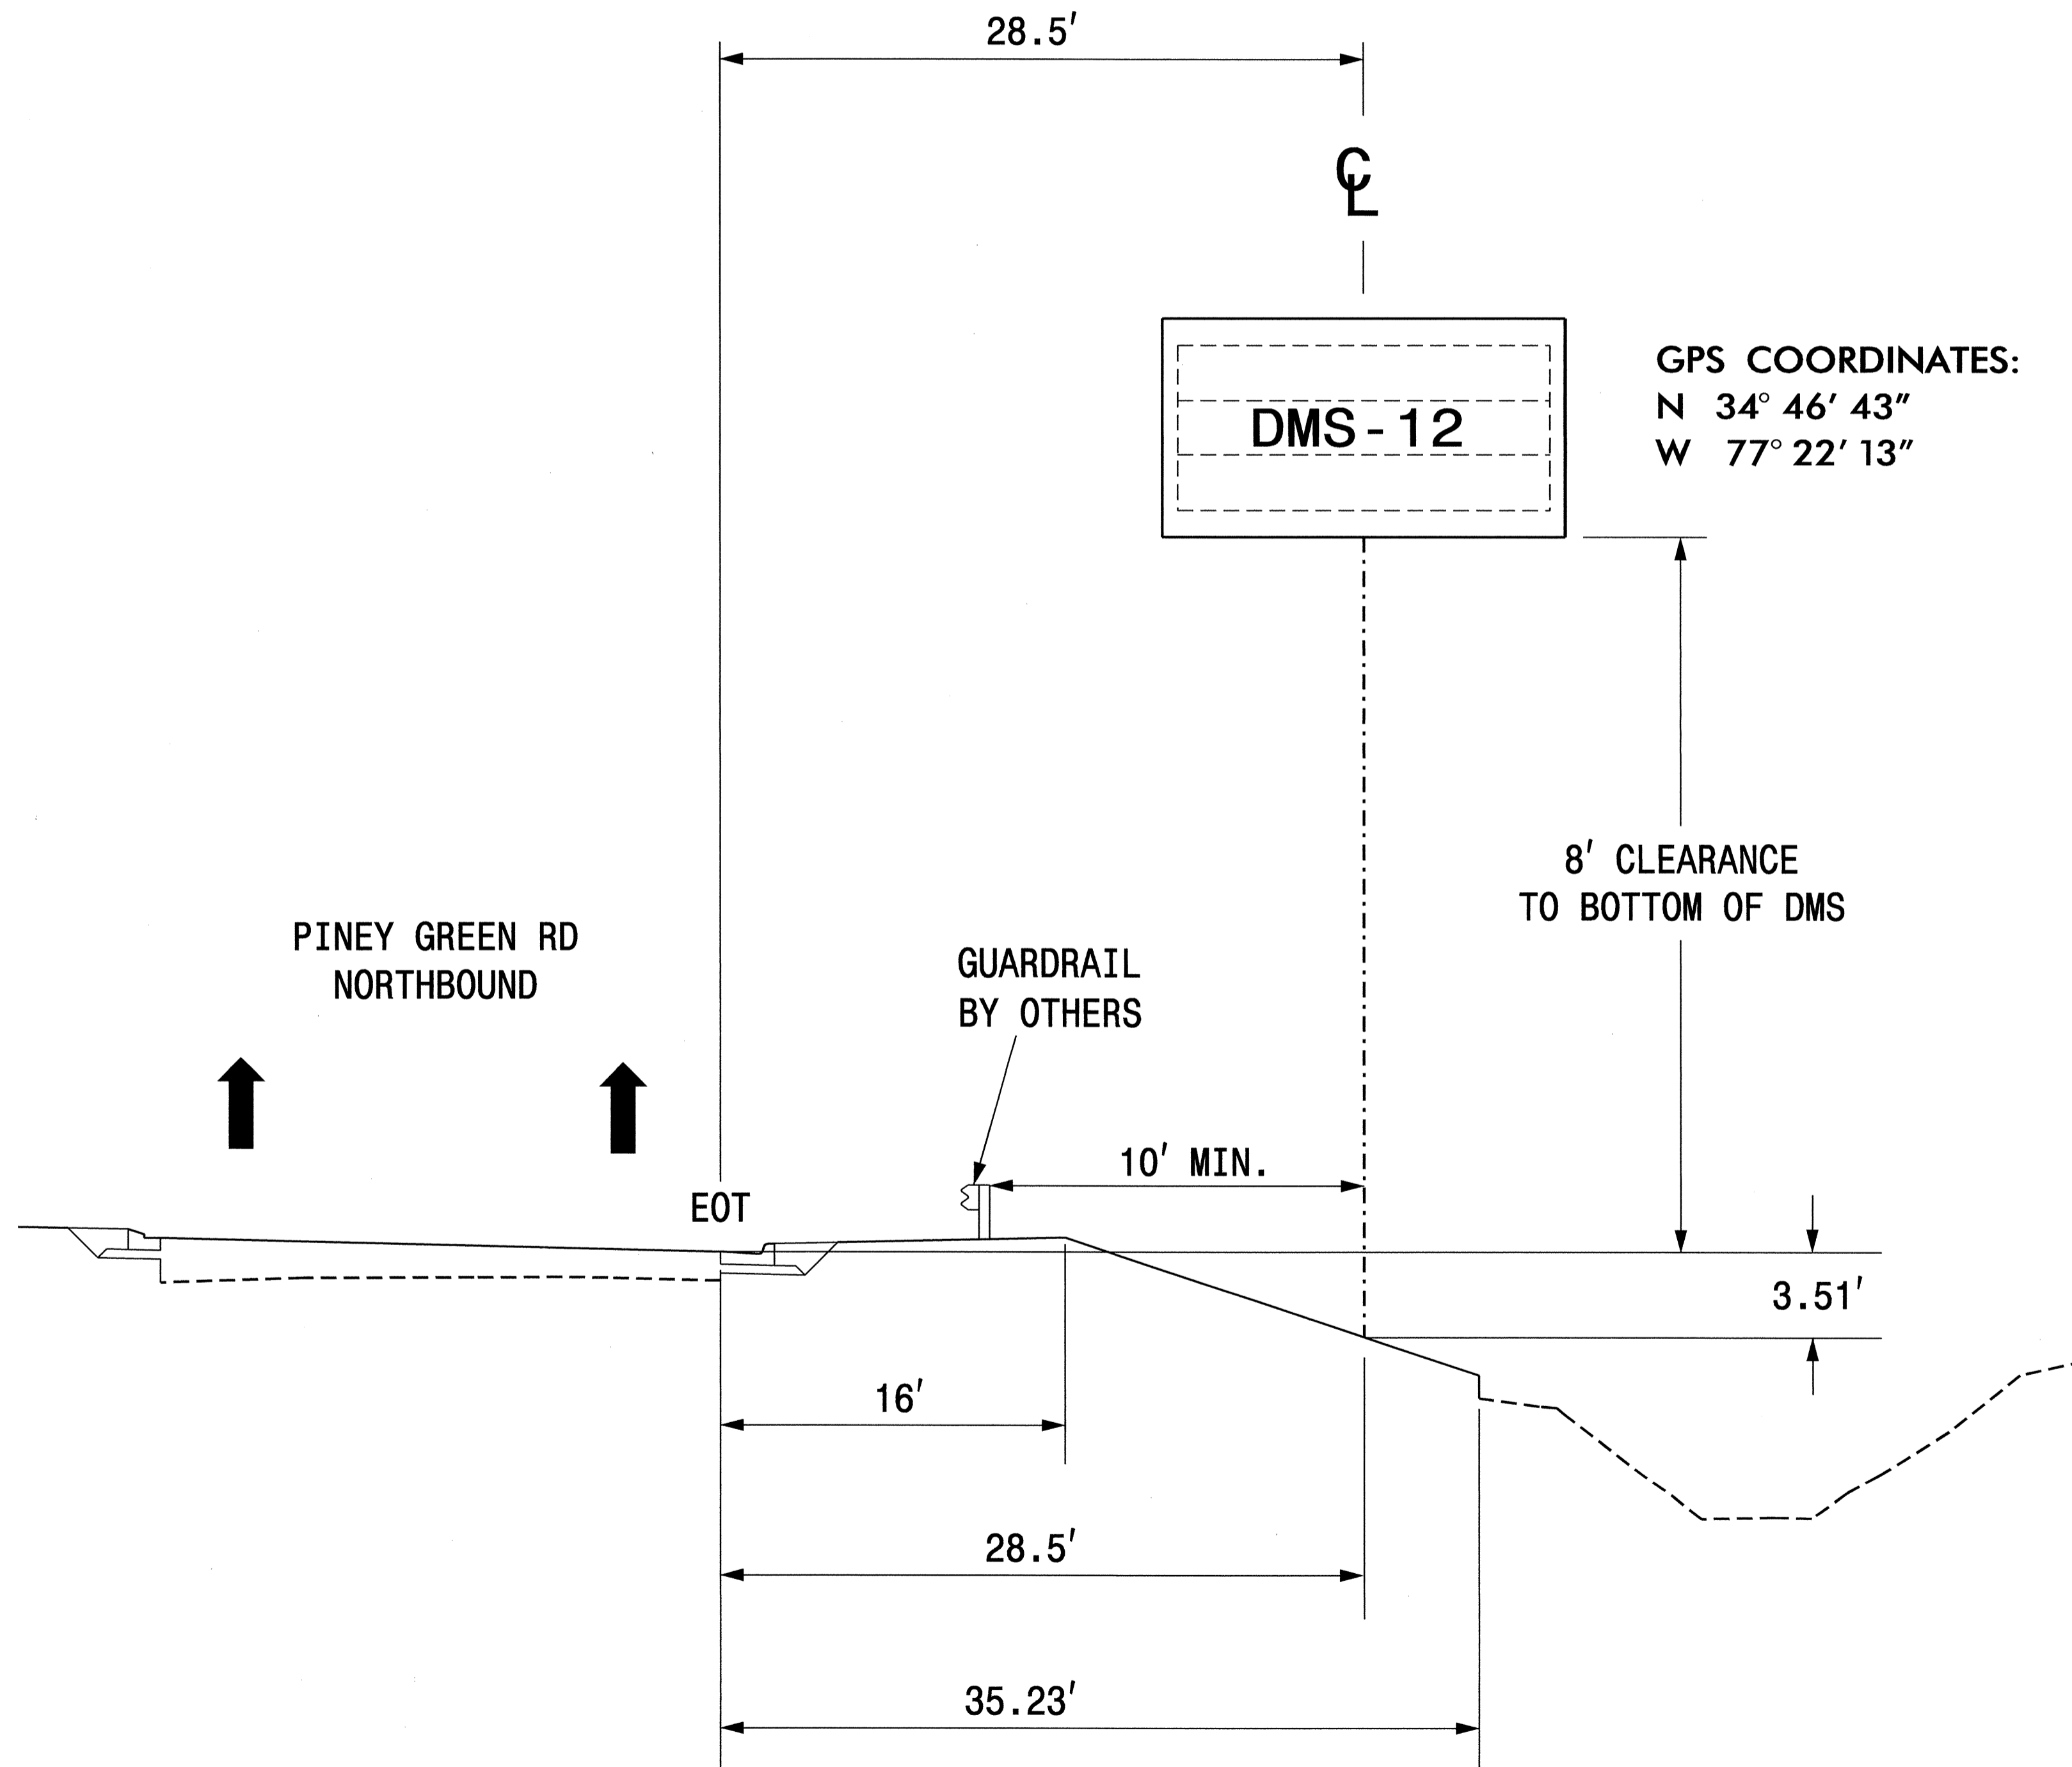 28.5'
CL
DMS-12
GPS COORDINATES:
N 34° 46' 43"
W 77° 22' 13"
8' CLEARANCE
TO BOTTOM OF DMS
PINEY GREEN RD
NORTHBOUND
GUARDRAIL
BY OTHERS
10' MIN.
EOT
3.51'
16'
28.5'
35.23'